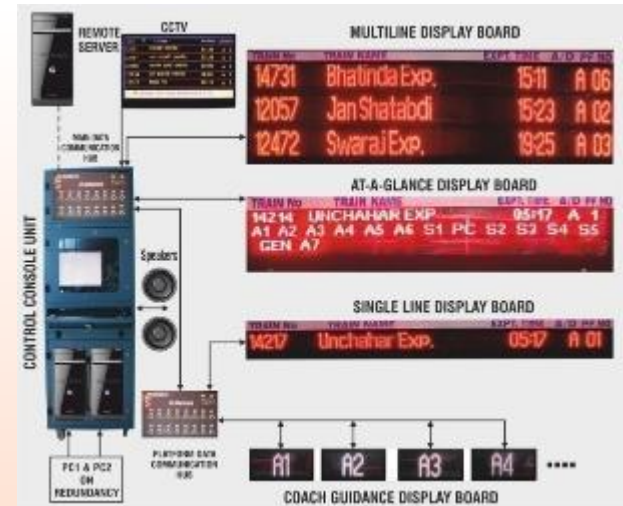 REMOTE
SERVER
CCTV
MAIN DATA
COMMUNICATION
HUB
CONTROL CONSOLE UNIT
Speakers
PC1 & PC2
ON
REDUNDANCY
PLATFORM DATA
COMMUNICATION
HUB
MULTILINE DISPLAY BOARD
TRAIN No TRAIN NAME EXPT. TIME A/D PF NO
14731 Bhatinda Exp. 15:11 A 06
12057 Jan Shatabdi 15:23 A 02
12472 Swaraj Exp. 19:25 A 03
AT-A-GLANCE DISPLAY BOARD
TRAIN No TRAIN NAME EXPT. TIME A/D PF NO
14214 UNCHAHAR EXP 05:17 A 1
A1 A2 A3 A4 A5 A6 S1 PC S2 S3 S4 S5
GEN A7
SINGLE LINE DISPLAY BOARD
TRAIN No TRAIN NAME EXPT. TIME A/D PF NO
14217 Unchahar Exp. 05:17 A 01
A1 A2 A3 A4 ....
COACH GUIDANCE DISPLAY BOARD